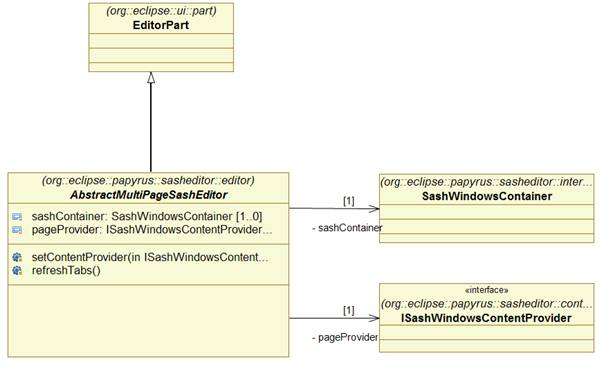 (org::eclipse::ui::part)
EditorPart
(org::eclipse::papyrus::sasheditor::editor)
AbstractMultiPageSashEditor
sashContainer: SashWindowsContainer [1..0]
pageProvider: ISashWindowsContentProvider...
setContentProvider(in ISashWindowsContent...
refreshTabs()
[1]
- sashContainer
(org::eclipse::papyrus::sasheditor::inter...
SashWindowsContainer
[1]
- pageProvider
«interface»
(org::eclipse::papyrus::sasheditor::cont...
ISashWindowsContentProvider